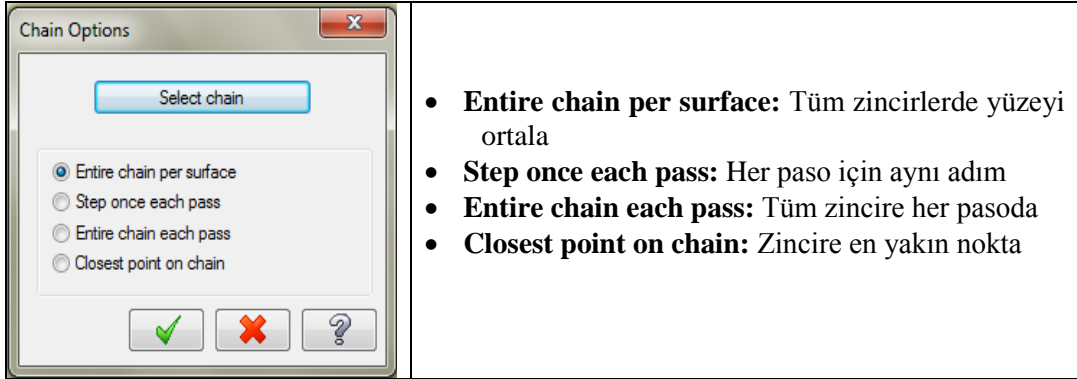 Chain Options
Select chain
Entire chain per surface
Step once each pass
Entire chain each pass
Closest point on chain
• Entire chain per surface: Tüm zincirlerde yüzeyi
ortala
• Step once each pass: Her paso için aynı adım
• Entire chain each pass: Tüm zincire her pasoda
• Closest point on chain: Zincire en yakın nokta